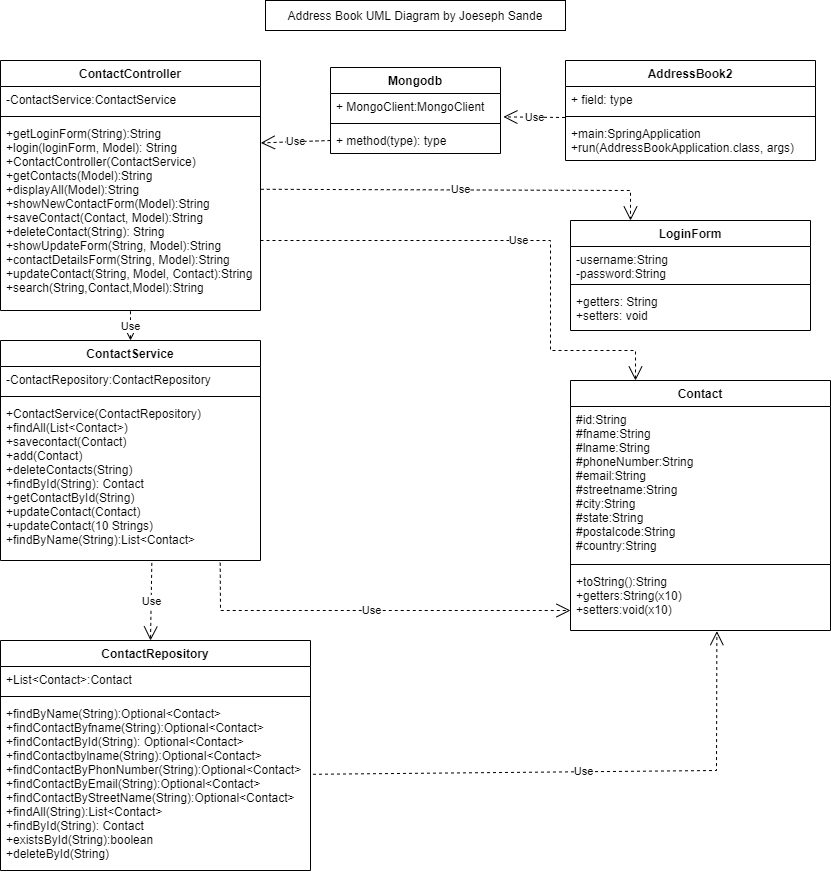 Address Book UML Diagram by Joeseph Sande
ContactController
-ContactService:ContactService
+getLoginForm(String):String
+login(loginForm, Model): String
+ContactController(ContactService)
+getContacts(Model):String
+displayAll(Model):String
+showNewContactForm(Model):String
+saveContact(Contact, Model):String
+deleteContact(String): String
+showUpdateForm(String, Model):String
+contactDetailsForm(String, Model):String
+updateContact(String, Model, Contact):String
+search(String,Contact,Model):String
Use
Mongodb
+ MongoClient:MongoClient
+ method(type): type
Use
AddressBook2
+ field: type
+main:SpringApplication
+run(AddressBookApplication.class, args)
Use
LoginForm
-username:String
-password:String
+getters: String
+setters: void
Use
Use
ContactService
-ContactRepository:ContactRepository
+ContactService(ContactRepository)
+findAll(List<Contact>)
+savecontact(Contact)
+add(Contact)
+deleteContacts(String)
+findById(String): Contact
+getContactById(String)
+updateContact(Contact)
+updateContact(10 Strings)
+findByName(String):List<Contact>
Contact
#id:String
#fname:String
#lname:String
#phoneNumber:String
#email:String
#streetname:String
#city:String
#state:String
#postalcode:String
#country:String
+toString():String
+getters:String(x10)
+setters:void(x10)
Use
Use
ContactRepository
+List<Contact>:Contact
+findByName(String):Optional<Contact>
+findContactByfname(String):Optional<Contact>
+findContactById(String): Optional<Contact>
+findContactbylname(String):Optional<Contact>
+findContactByPhonNumber(String):Optional<Contact>
+findContactByEmail(String):Optional<Contact>
+findContactByStreetName(String):Optional<Contact>
+findAll(String):List<Contact>
+findById(String): Contact
+existsById(String):boolean
+deleteById(String)
Use